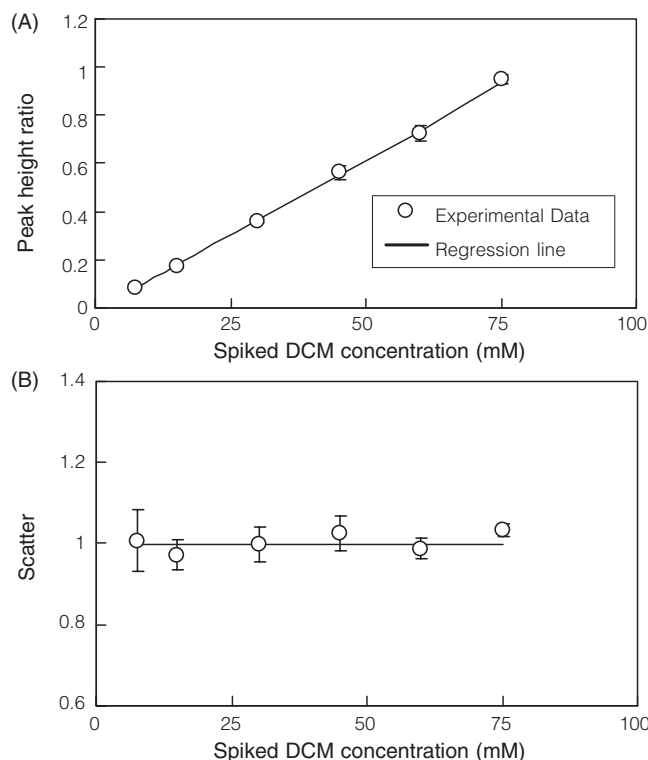 (A)
1.2
1
0.8
0.6
0.4
0.2
0
Peak height ratio
Experimental Data
Regression line
0 25 50 75 100
Spiked DCM concentration (mM)
(B)
1.4
1.2
1
0.8
0.6
Scatter
0 25 50 75 100
Spiked DCM concentration (mM)